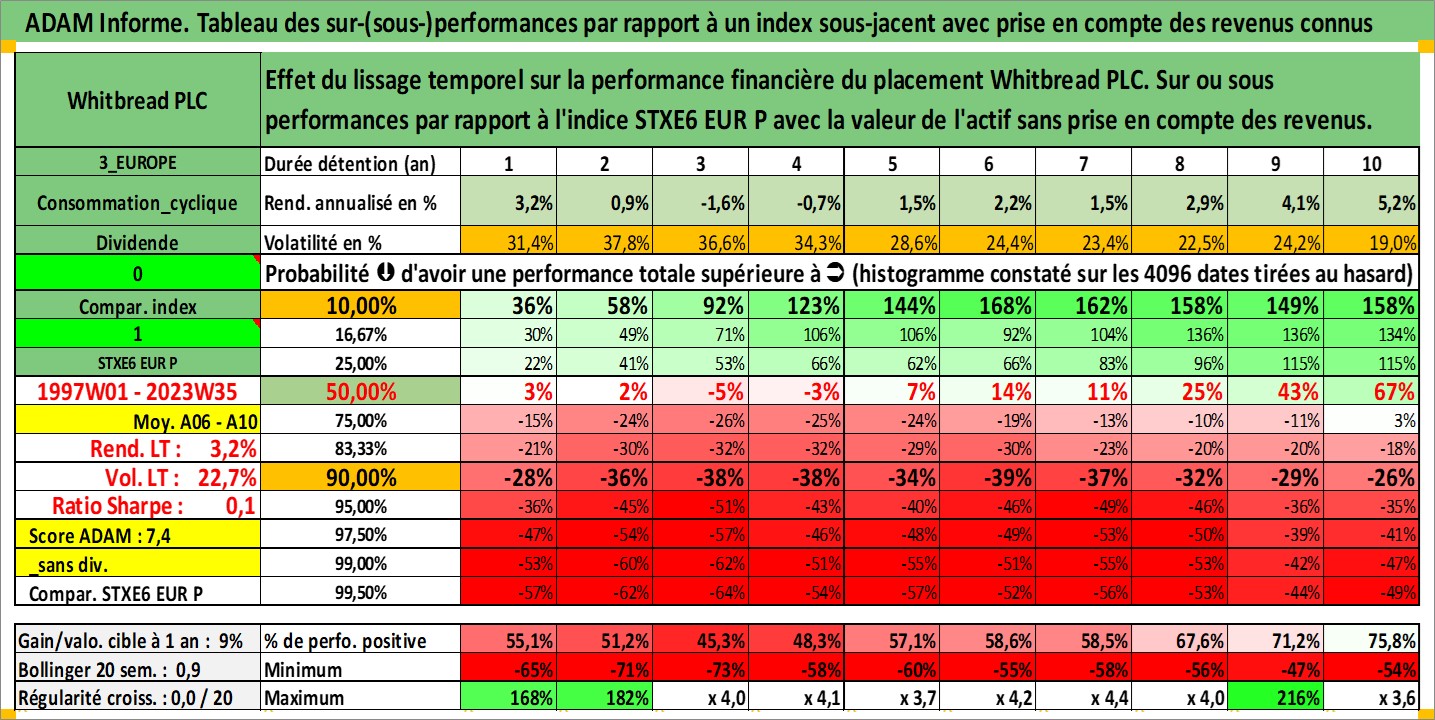 ADAM Informe. Tableau des sur-(sous-)performances par rapport à un index sous-jacent avec prise en compte des revenus connus
Whitbread PLC
Effet du lissage temporel sur la performance financière du placement Whitbread PLC. Sur ou sous
performances par rapport à l'indice STXE6 EUR P avec la valeur de l'actif sans prise en compte des revenus.
3_EUROPE Durée détention (an) 1 2 3 4 5 6 7 8 9 10
Consommation_cyclique Rend. annualisé en % 3,2% 0,9% -1,6% -0,7% 1,5% 2,2% 1,5% 2,9% 4,1% 5,2%
Dividende Volatilité en % 31,4% 37,8% 36,6% 34,3% 28,6% 24,4% 23,4% 22,5% 24,2% 19,0%
0 Probabilité ⬇ d'avoir une performance totale supérieure à ➲ (histogramme constaté sur les 4096 dates tirées au hasard)
Compar. index 10,00% 36% 58% 92% 123% 144% 168% 162% 158% 149% 158%
1 16,67% 30% 49% 71% 106% 106% 92% 104% 136% 136% 134%
STXE6 EUR P 25,00% 22% 41% 53% 66% 62% 66% 83% 96% 115% 115%
1997W01 - 2023W35 50,00% 3% 2% -5% -3% 7% 14% 11% 25% 43% 67%
Moy. A06 - A10 75,00% -15% -24% -26% -25% -24% -19% -13% -10% -11% 3%
Rend. LT : 3,2% 83,33% -21% -30% -32% -32% -29% -30% -23% -20% -20% -18%
Vol. LT : 22,7% 90,00% -28% -36% -38% -38% -34% -39% -37% -32% -29% -26%
Ratio Sharpe : 0,1 95,00% -36% -45% -51% -43% -40% -46% -49% -46% -36% -35%
Score ADAM : 7,4 97,50% -47% -54% -57% -46% -48% -49% -53% -50% -39% -41%
_sans div. 99,00% -53% -60% -62% -51% -55% -51% -55% -53% -42% -47%
Compar. STXE6 EUR P 99,50% -57% -62% -64% -54% -57% -52% -56% -53% -44% -49%
Gain/valo. cible à 1 an : 9% % de perfo. positive 55,1% 51,2% 45,3% 48,3% 57,1% 58,6% 58,5% 67,6% 71,2% 75,8%
Bollinger 20 sem. : 0,9 Minimum -65% -71% -73% -58% -60% -55% -58% -56% -47% -54%
Régularité croiss. : 0,0 / 20 Maximum 168% 182% x 4,0 x 4,1 x 3,7 x 4,2 x 4,4 x 4,0 216% x 3,6